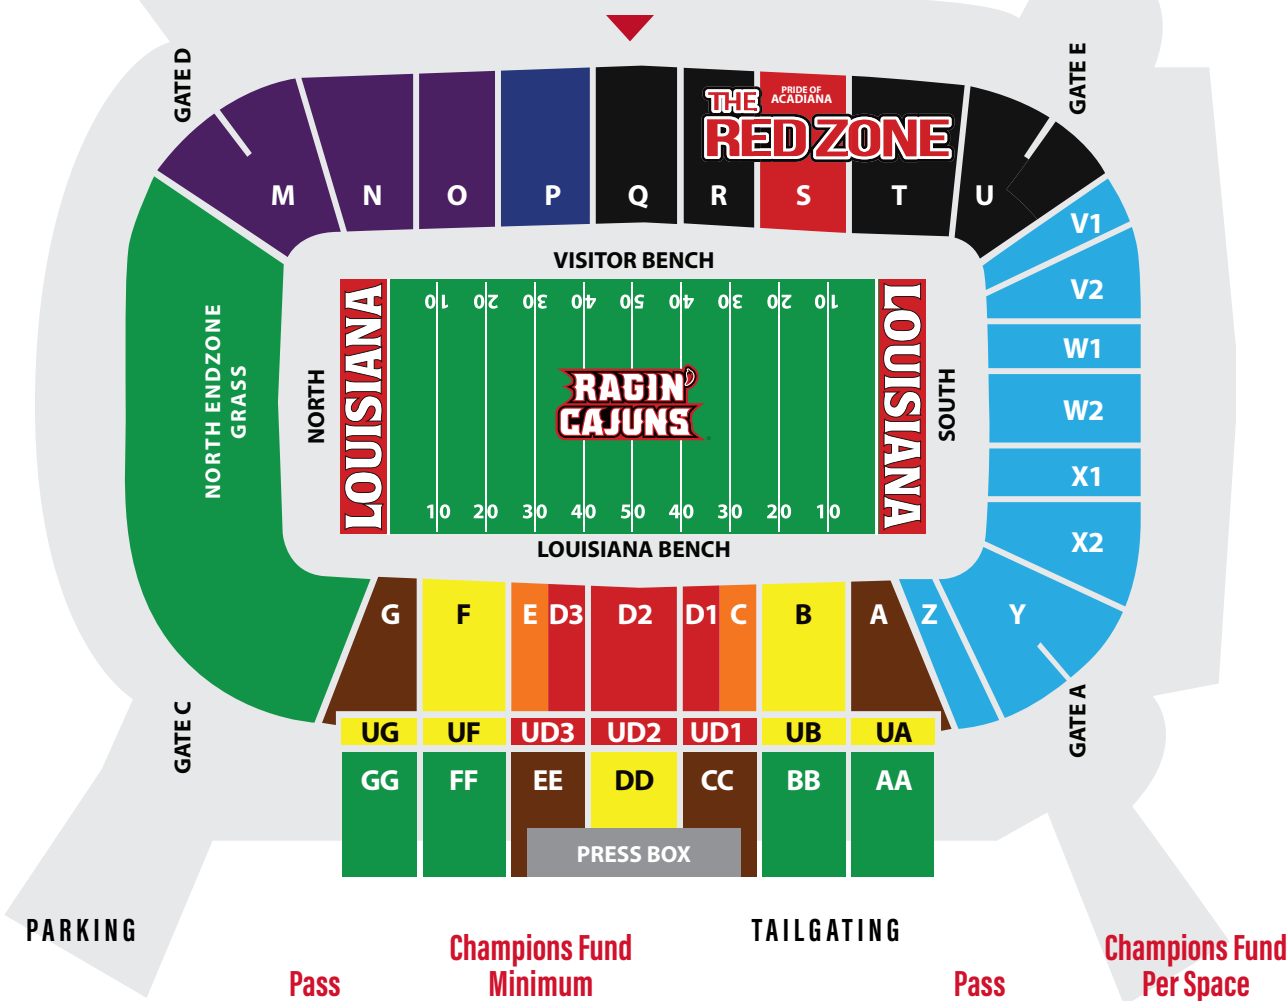 GATE D
GATE E
PRIDE OF
ACADIANA
THE
RED ZONE
M
N
O
P
Q
R
S
T
U
V1
V2
W1
W2
X1
X2
Y
Z
VISITOR BENCH
10 20 30 40 50 40 30 20 10
NORTH ENDZONE
GRASS
NORTH
LOUISIANA
RAGIN'
CAJUNS
LOUISIANA
SOUTH
10 20 30 40 50 40 30 20 10
LOUISIANA BENCH
G
F
E
D3
D2
D1
C
B
A
GATE C
GATE A
UG
UF
UD3
UD2
UD1
UB
UA
GG
FF
EE
DD
CC
BB
AA
PRESS BOX
PARKING
TAILGATING
Champions Fund
Minimum
Pass
Champions Fund
Per Space
Pass